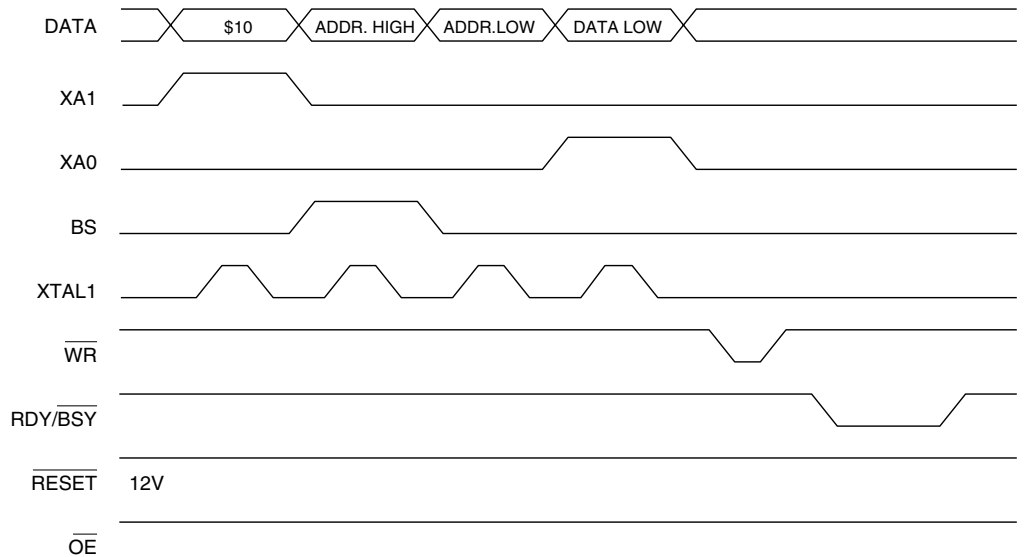 DATA $10 ADDR. HIGH ADDR.LOW DATA LOW
XA1
XA0
BS
XTAL1
WR
RDY/BSY
RESET 12V
OE